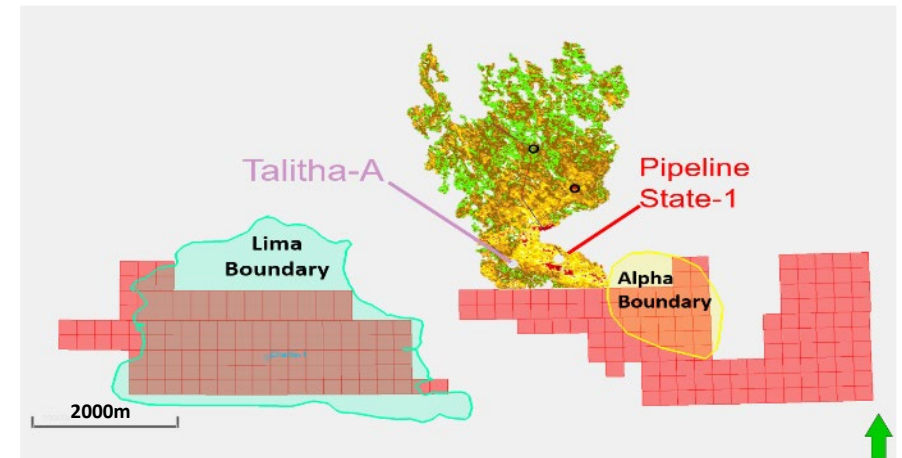 Talitha-A
Pipeline
State-1
Lima
Boundary
Alpha
Boundary
2000m